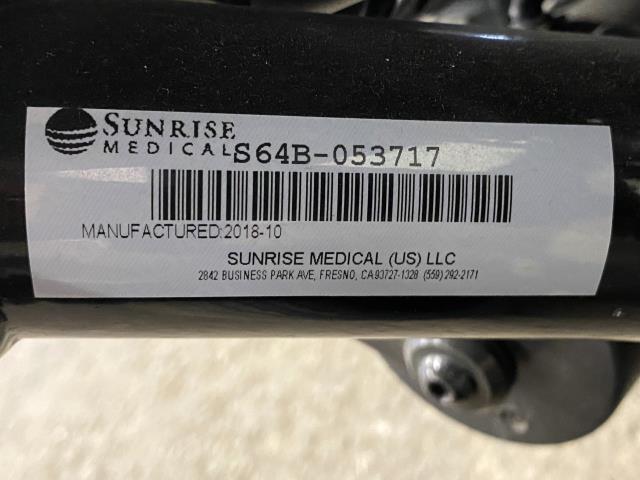 SUNRISE
MEDICAL S64B-053717
MANUFACTURED:2018-10
SUNRISE MEDICAL (US) LLC
2842 BUSINESS PARK AVE, FRESNO, CA 93727-1328 (559) 292-2171